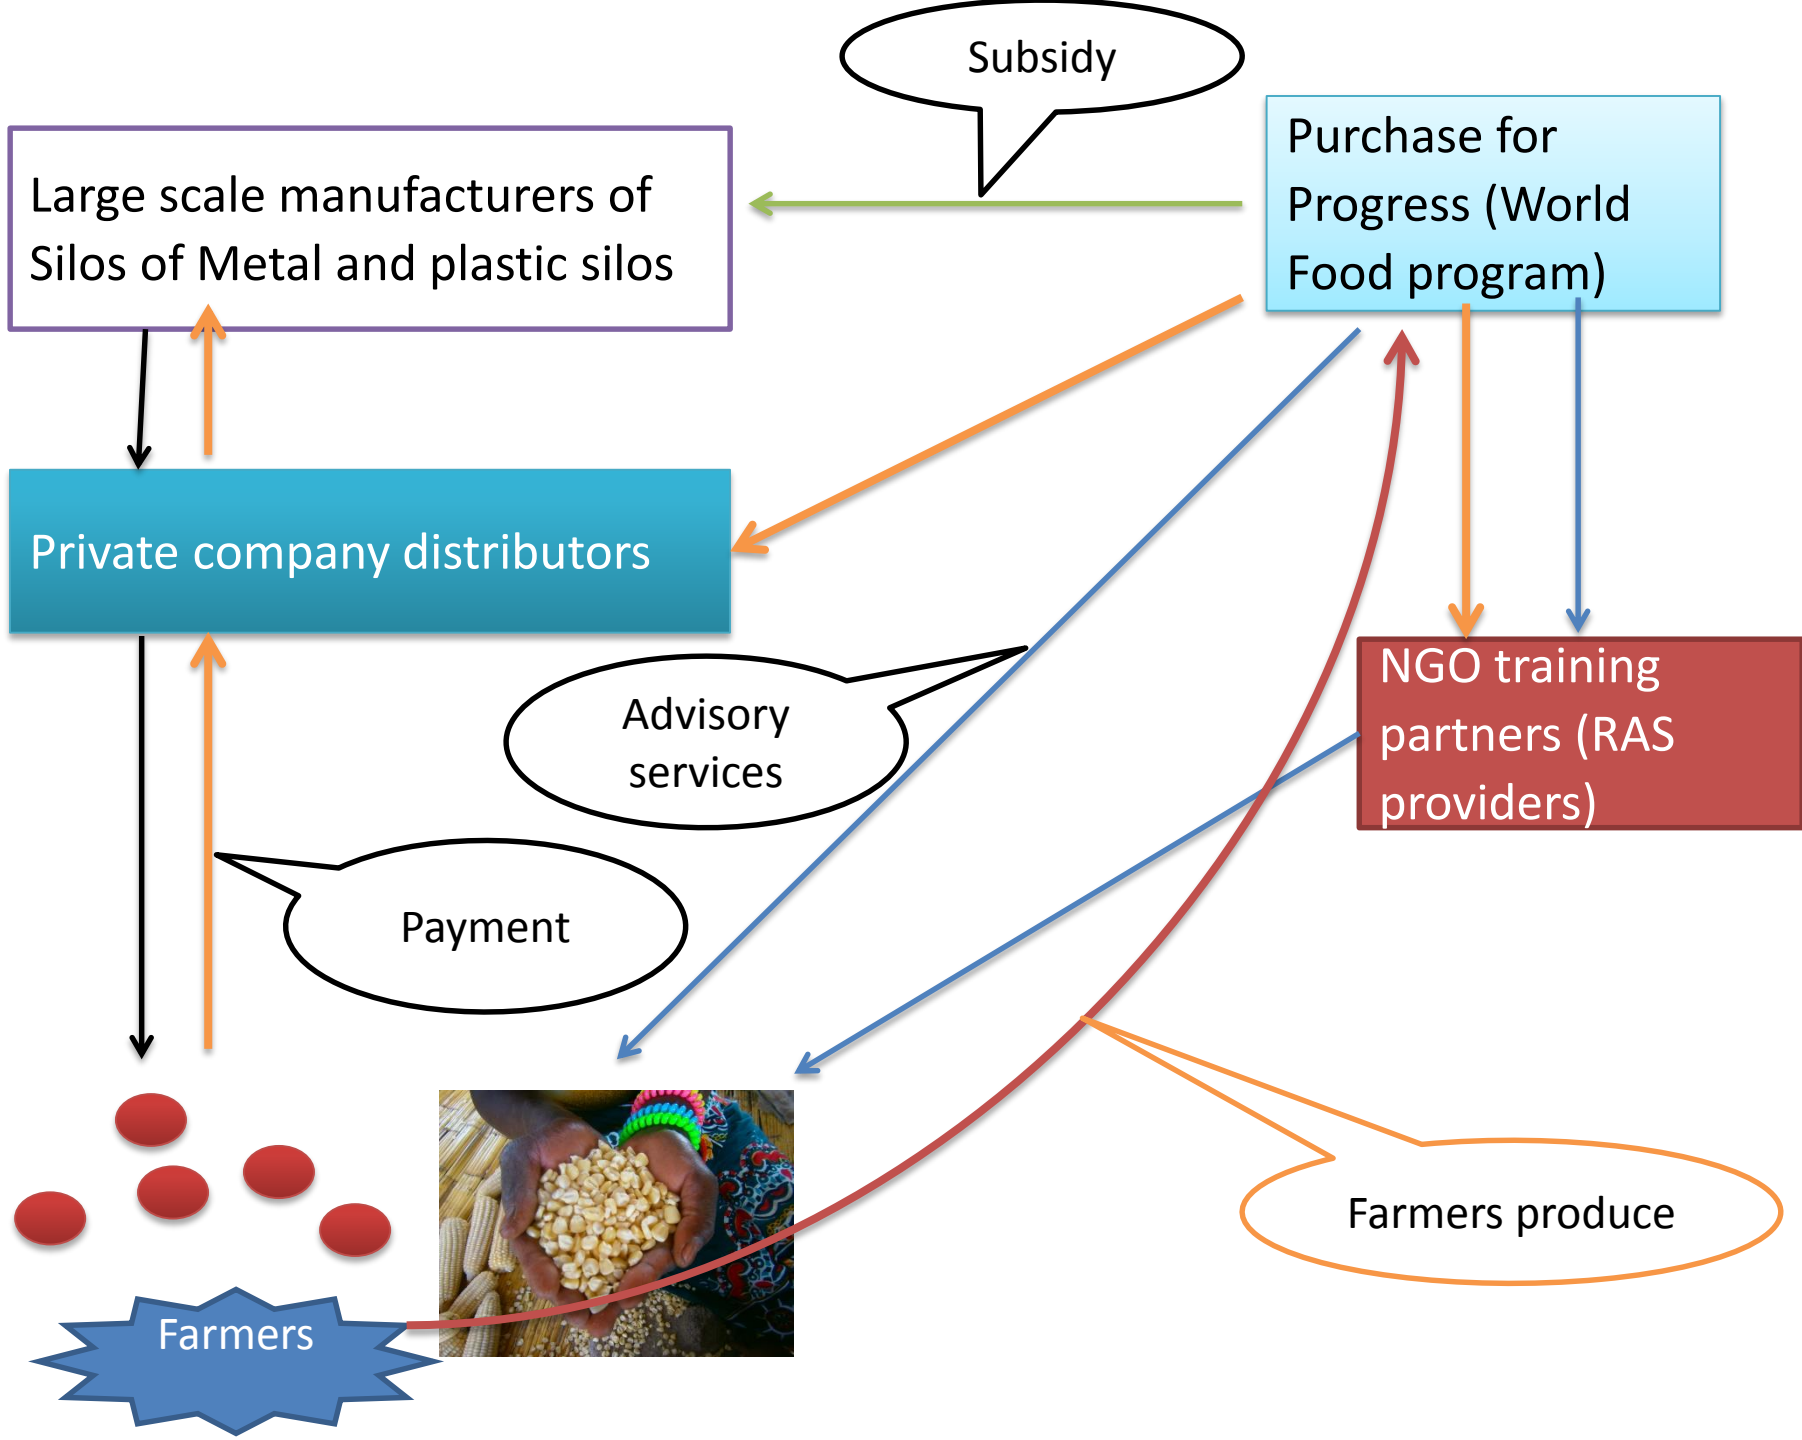 Subsidy
Purchase for
Progress (World
Food program)
Large scale manufacturers of
Silos of Metal and plastic silos
Private company distributors
NGO training
partners (RAS
providers)
Advisory
services
Payment
Farmers produce
Farmers